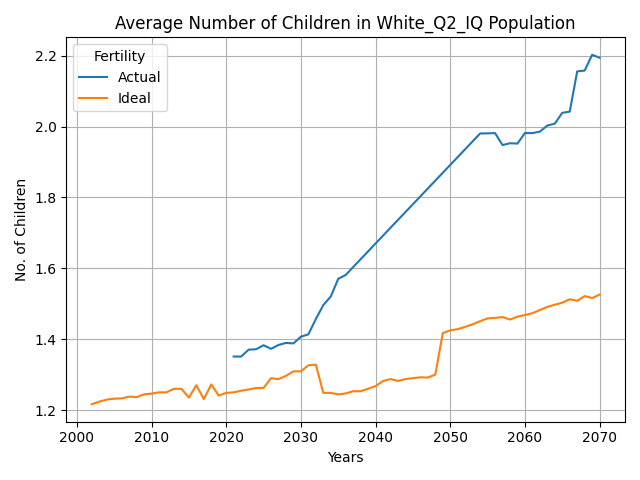 Average Number of Children in White_Q2_IQ Population
Fertility
Actual
Ideal
No. of Children
2.2
2.0
1.8
1.6
1.4
1.2
2000 2010 2020 2030 2040 2050 2060 2070
Years